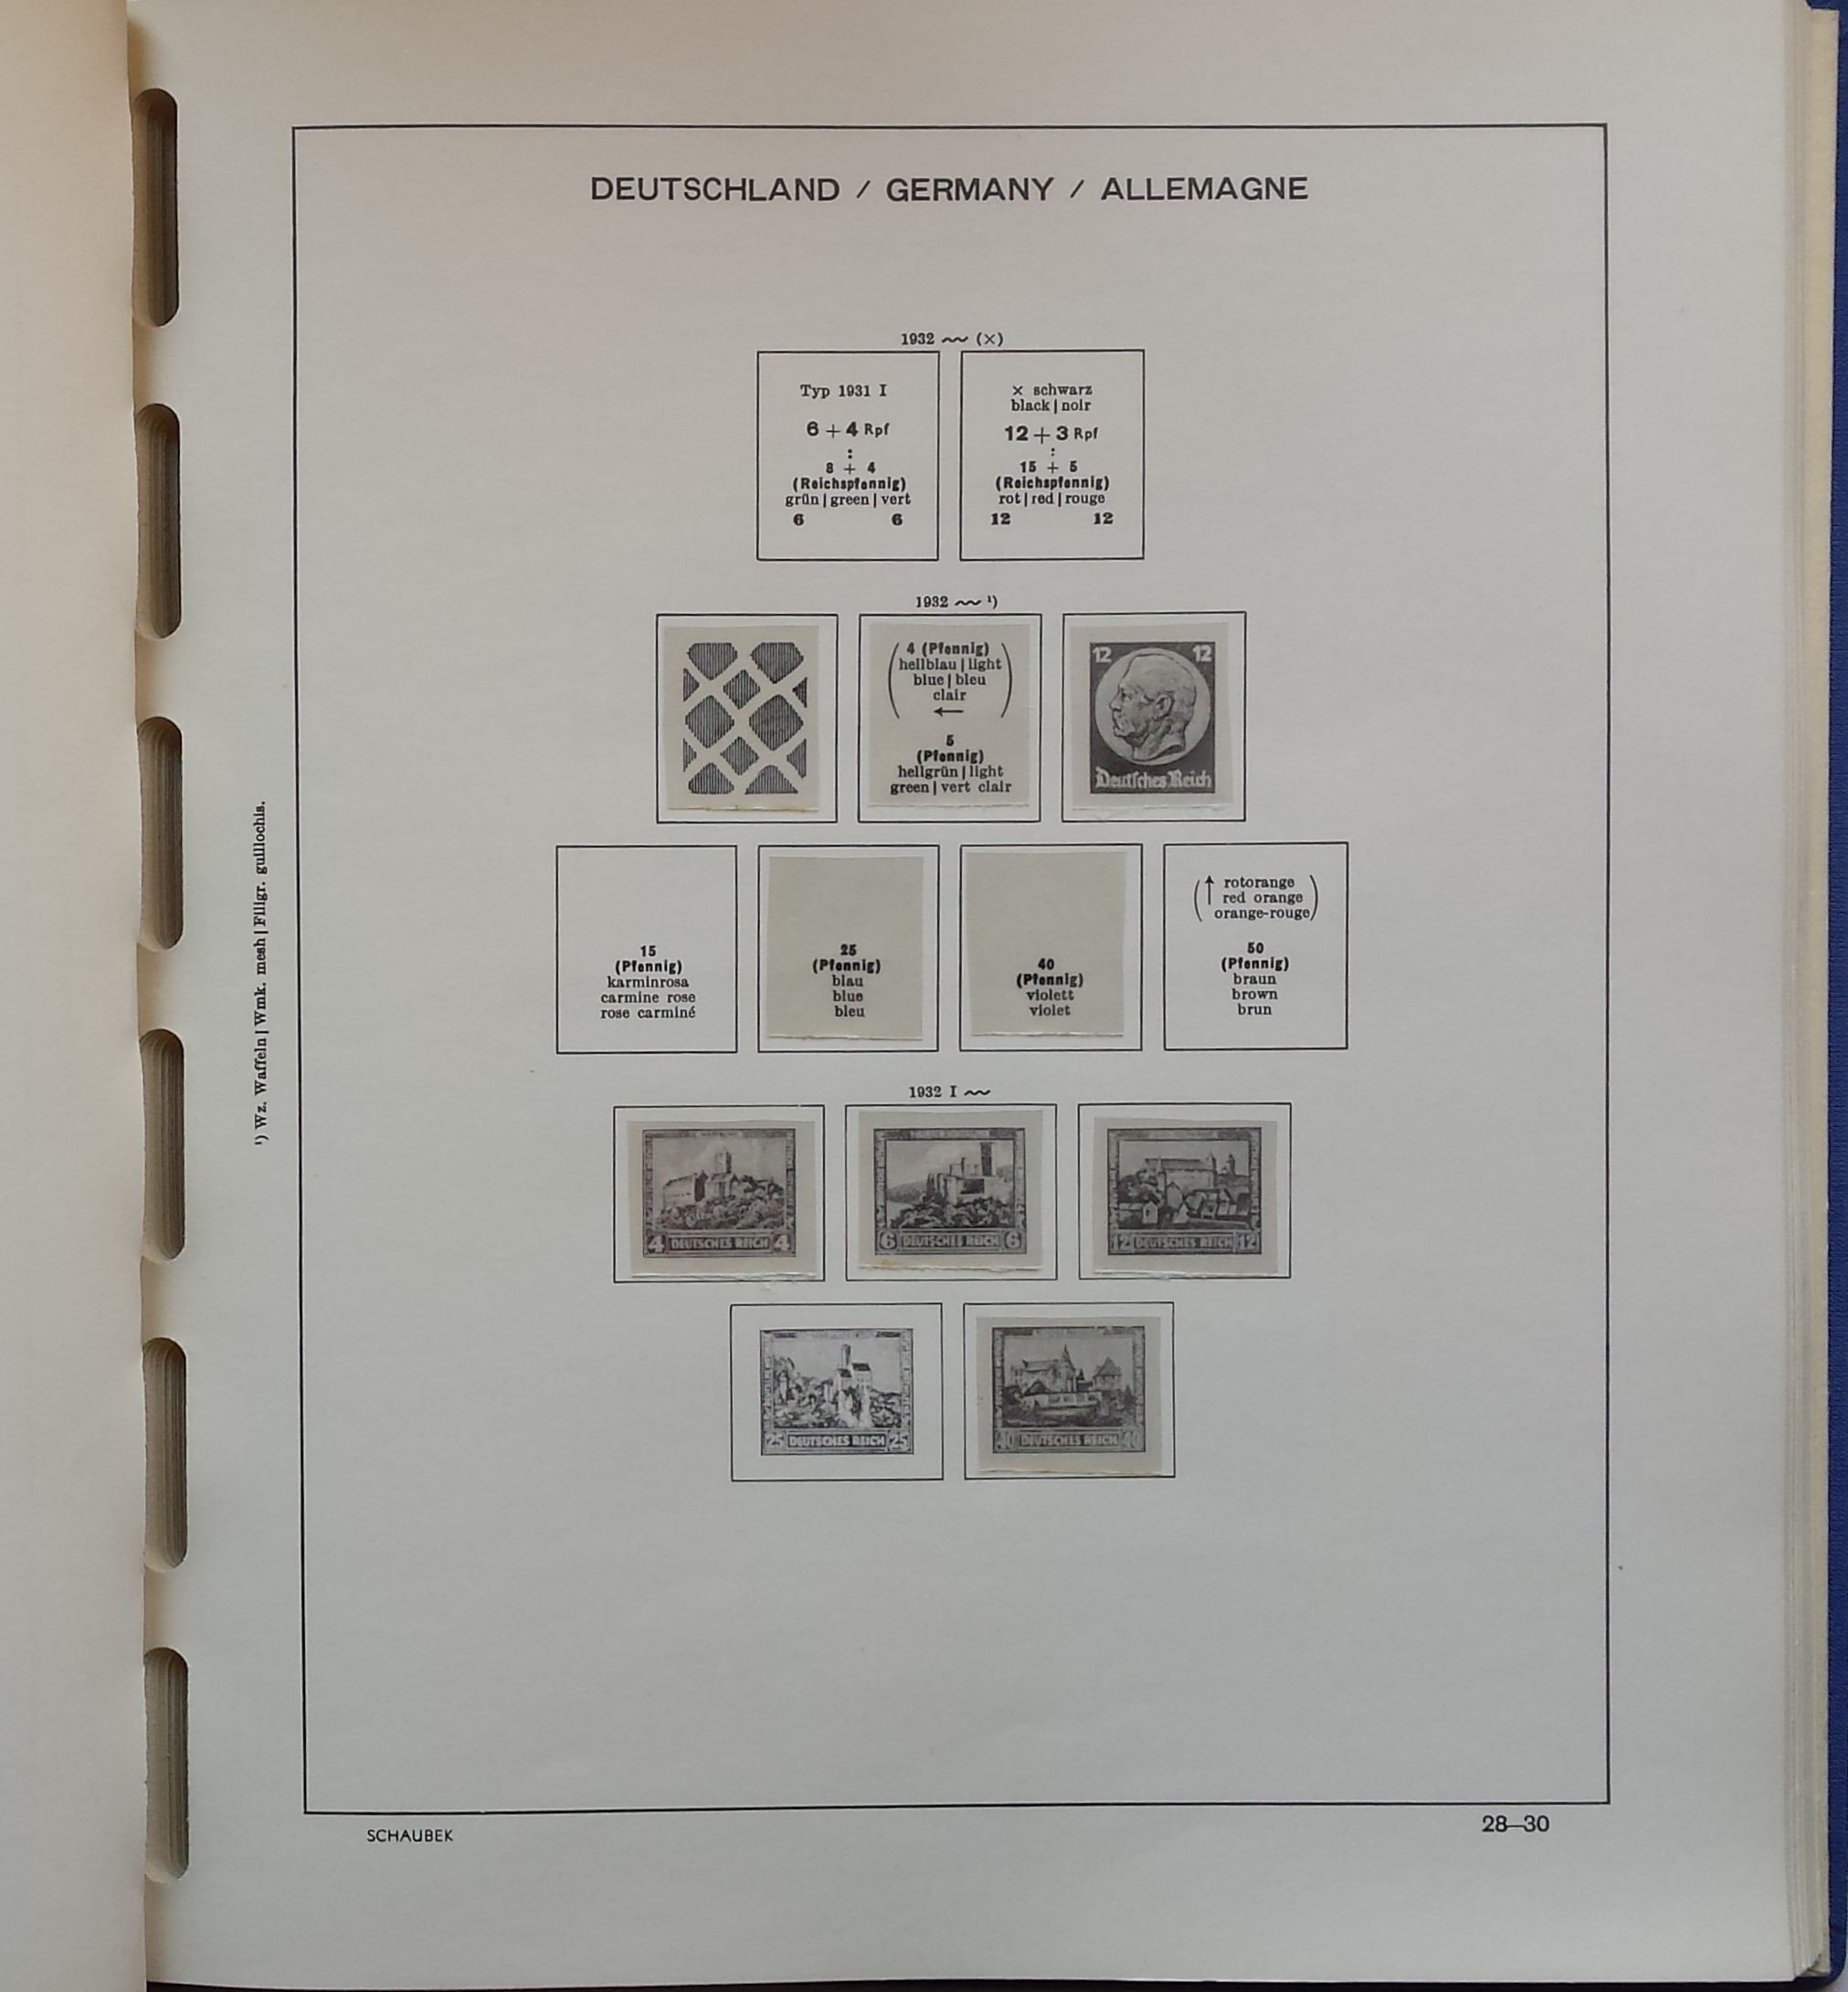 DEUTSCHLAND / GERMANY / ALLEMAGNE
1932 (×)
Typ 1931 I
6 + 4 Rpf
:
8 + 4
(Reichspfennig)
grün | green | vert
6 6
× schwarz
black | noir
12 + 3 Rpf
:
15 + 5
(Reichspfennig)
rot | red | rouge
12 12
1932 ¹)
4 (Pfennig)
hellblau | light
blue | bleu
clair
←
5
(Pfennig)
hellgrün | light
green | vert clair
12 12
Deutsches Reich
15
(Pfennig)
karminrosa
carmine rose
rose carminé
25
(Pfennig)
blau
blue
bleu
40
(Pfennig)
violett
violet
(↑ rotorange
red orange
orange-rouge)
50
(Pfennig)
braun
brown
brun
1932 I
4 DEUTSCHES REICH 4
6 DEUTSCHES REICH 6
12 DEUTSCHES REICH 12
25 DEUTSCHES REICH 25
40 DEUTSCHES REICH 40
¹) Wz. Waffeln | Wmk. mesh | Filigr. guillochis.
SCHAUBEK
28—30